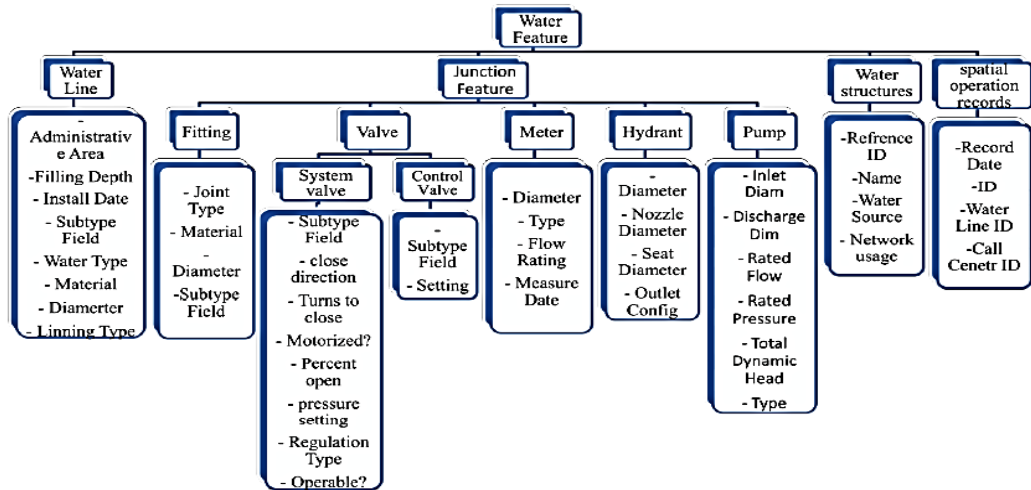 Water
Feature
Water
Line
Junction
Feature
Water
structures
spatial
operation
records
Fitting
Valve
Meter
Hydrant
Pump
System
valve
Control
Valve
-
Administrativ
e Area
-Filling Depth
- Install Date
- Subtype
Field
- Water Type
- Material
- Diamerter
- Linning Type
- Joint
Type
- Material
-
Diameter
-Subtype
Field
- Subtype
Field
- close
direction
- Turns to
close
- Motorized?
- Percent
open
- pressure
setting
- Regulation
Type
- Operable?
-
Subtype
Field
- Setting
- Diameter
- Type
- Flow
Rating
- Measure
Date
-
Diameter
- Nozzle
Diameter
- Seat
Diameter
- Outlet
Config
- Inlet
Diam
- Discharge
Dim
- Rated
Flow
- Rated
Pressure
- Total
Dynamic
Head
- Type
-Refrence
ID
-Name
-Water
Source
- Network
usage
-Record
Date
-ID
-Water
Line ID
-Call
Cenetr ID